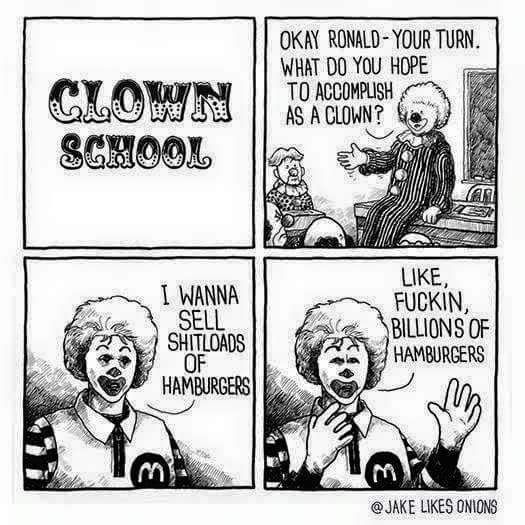 CLOWN
SCHOOL
OKAY RONALD-YOUR TURN.
WHAT DO YOU HOPE
TO ACCOMPLISH
AS A CLOWN?
I WANNA
SELL
SHITLOADS
OF
HAMBURGERS
M
LIKE,
FUCKIN,
BILLIONS OF
HAMBURGERS
M
@ JAKE LIKES ONIONS